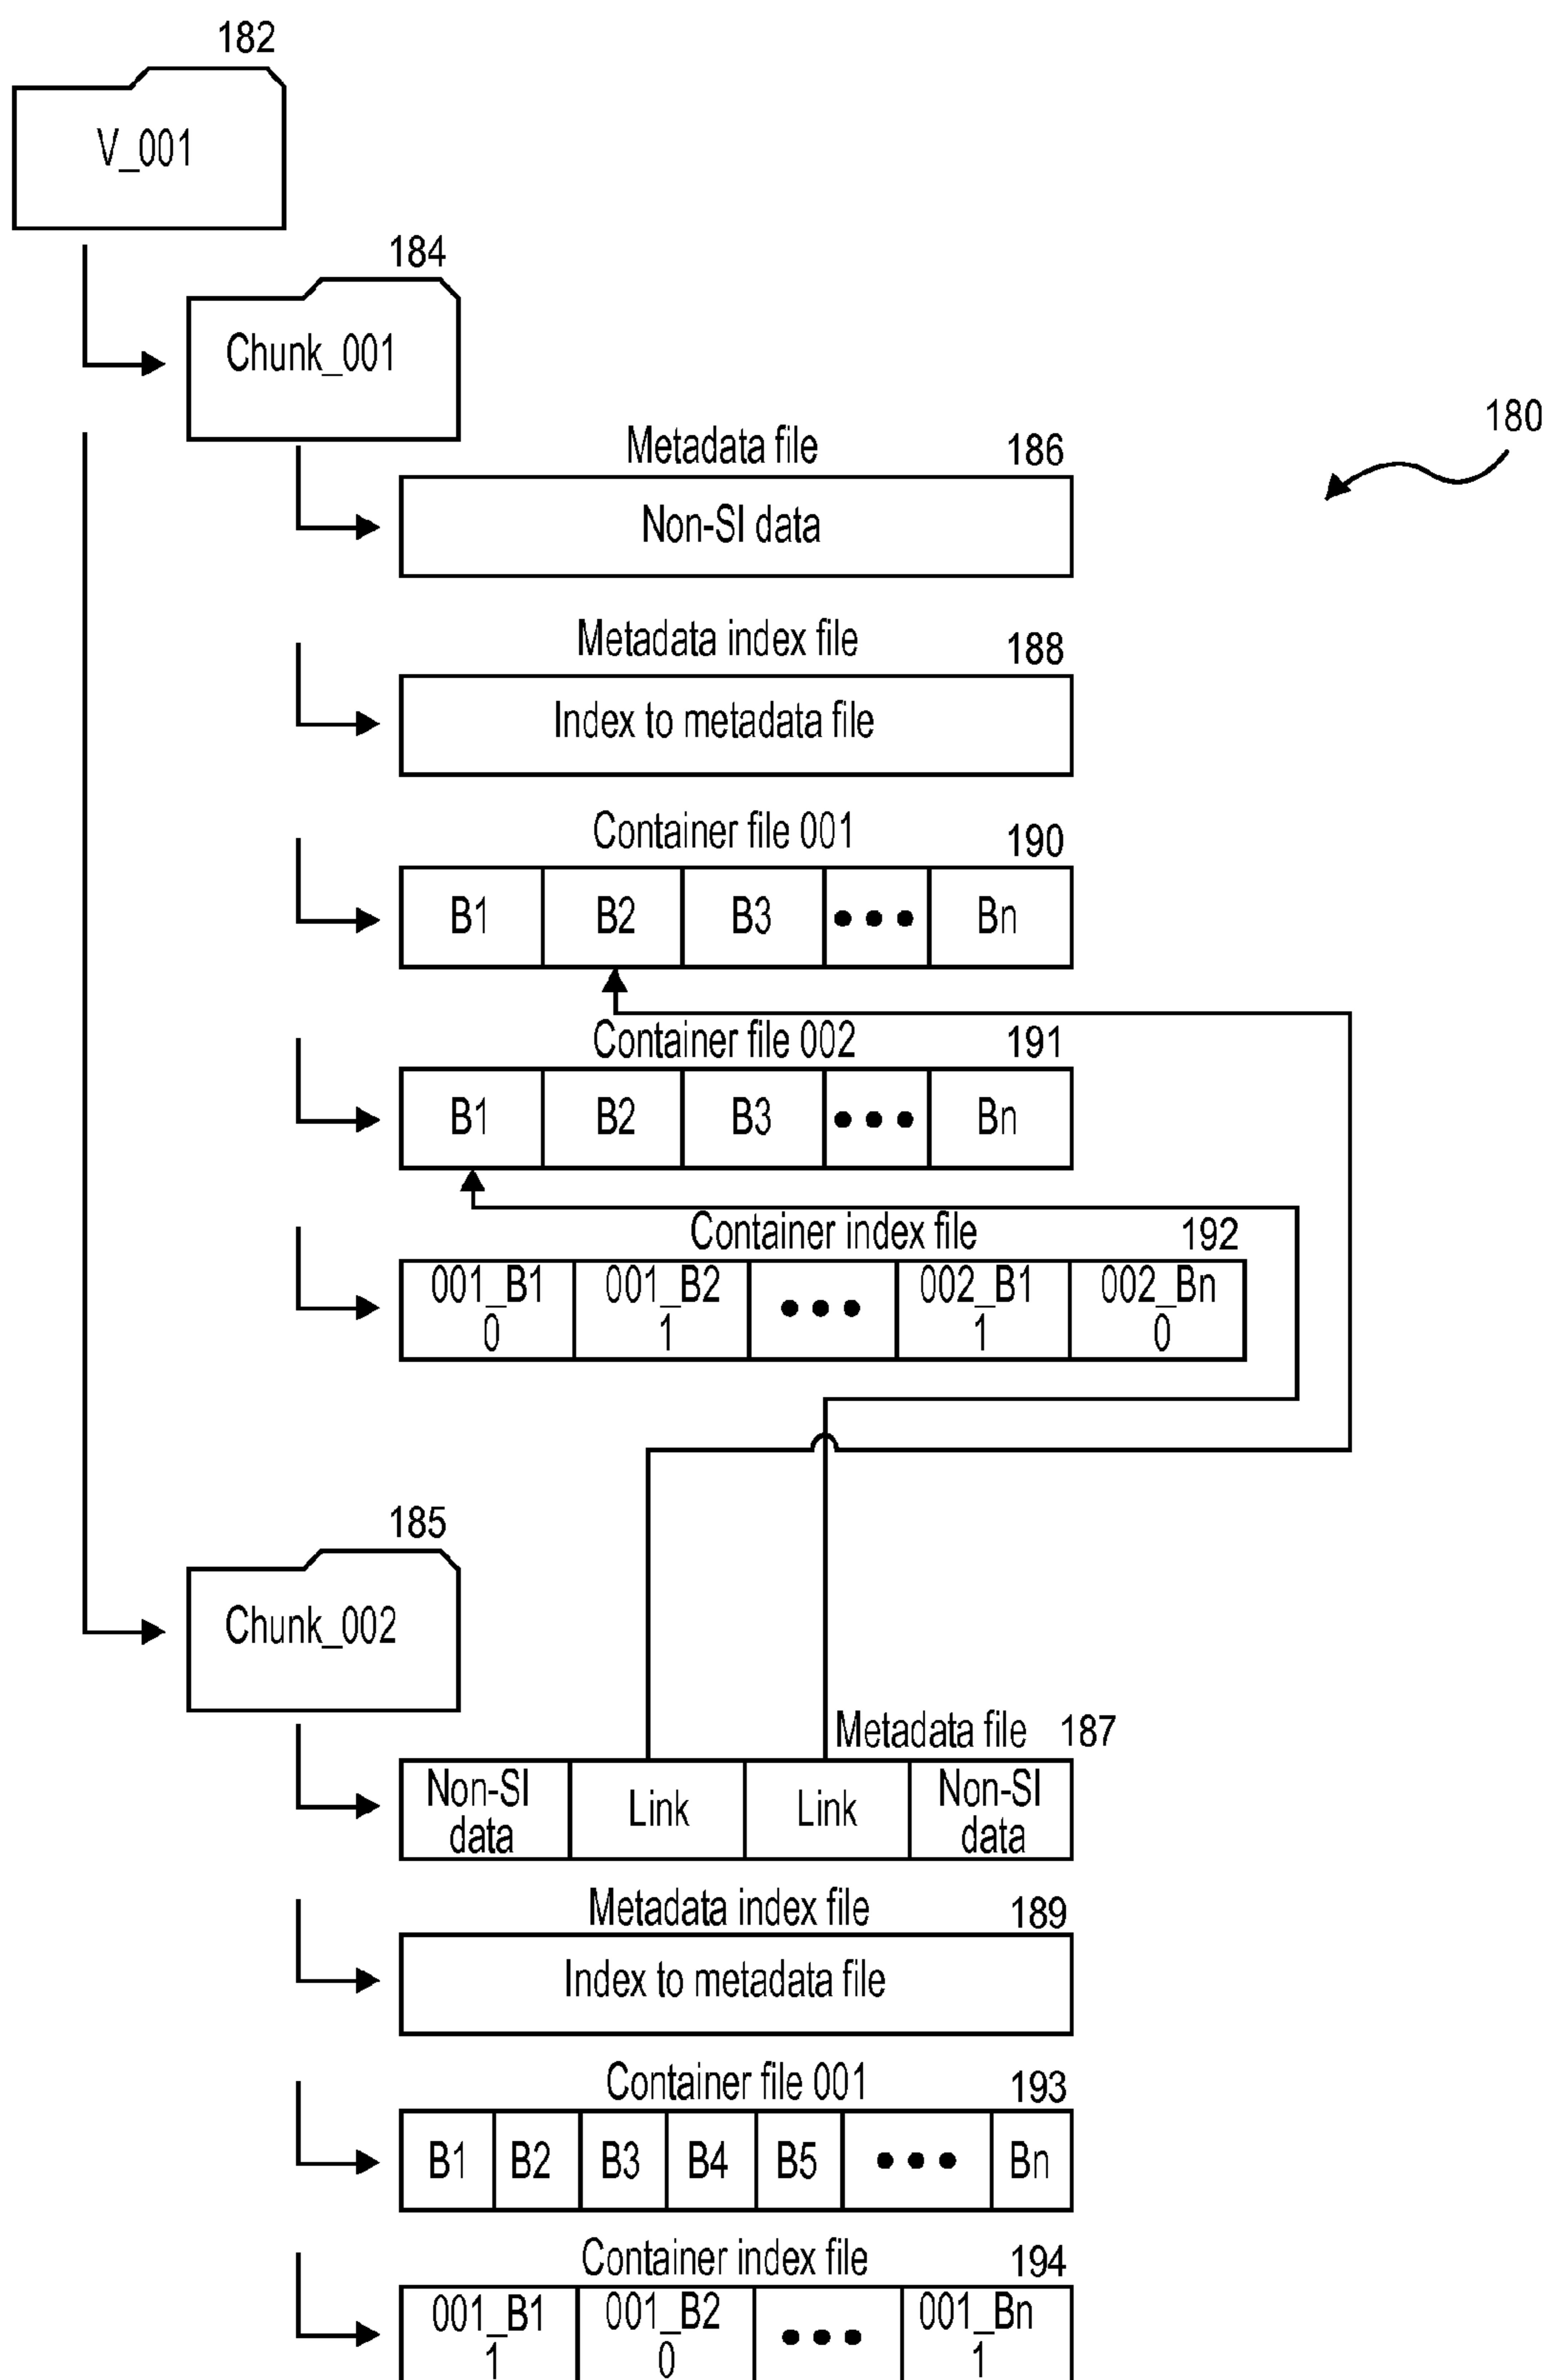 182
V_001
184
Chunk_001
180
Metadata file 186
Non-SI data
Metadata index file 188
Index to metadata file
Container file 001 190
B1 B2 B3 ••• Bn
Container file 002 191
B1 B2 B3 ••• Bn
Container index file 192
001_B1 001_B2 ••• 002_B1 002_Bn
0 1 1 0
185
Chunk_002
Metadata file 187
Non-SI Link Link Non-SI
data data
Metadata index file 189
Index to metadata file
Container file 001 193
B1 B2 B3 B4 B5 ••• Bn
Container index file 194
001_B1 001_B2 ••• 001_Bn
1 0 1